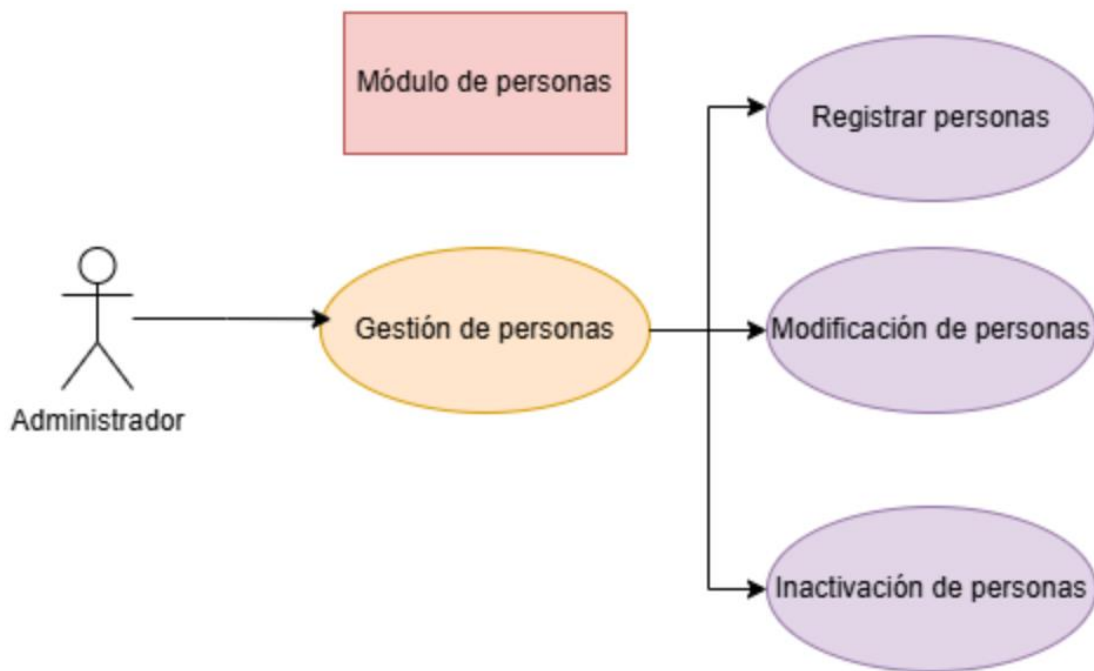 Módulo de personas
Registrar personas
Administrador
Gestión de personas
Modificación de personas
Inactivación de personas